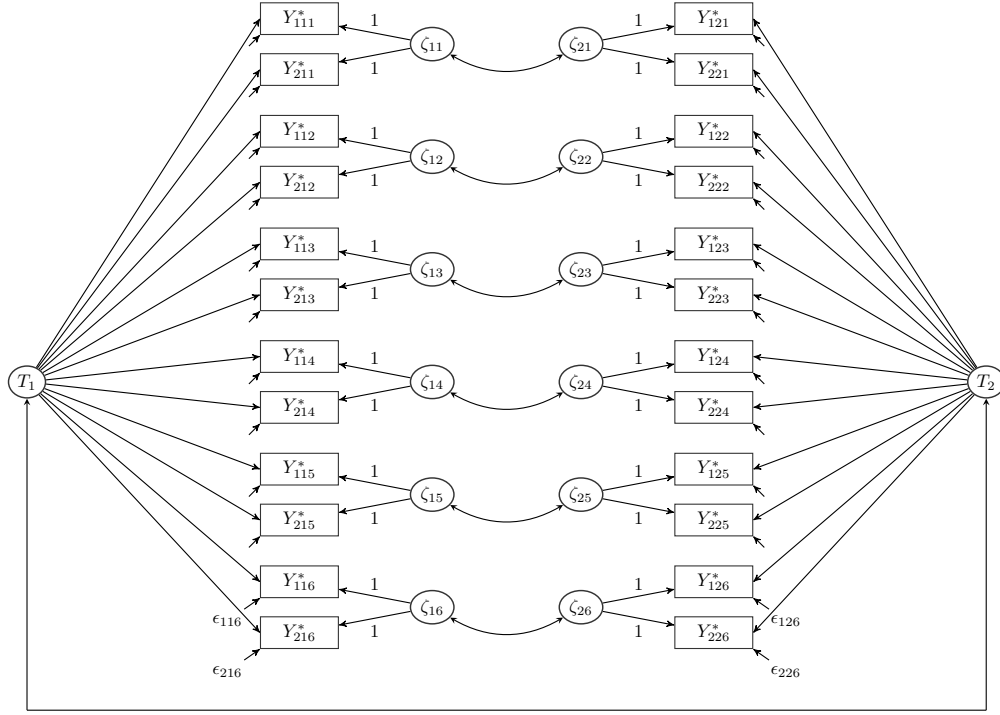 Y*₁₁₁ 1 ζ₁₁ ζ₂₁ 1 Y*₁₂₁
Y*₂₁₁ 1 1 Y*₂₂₁
Y*₁₁₂ 1 ζ₁₂ ζ₂₂ 1 Y*₁₂₂
Y*₂₁₂ 1 1 Y*₂₂₂
Y*₁₁₃ 1 ζ₁₃ ζ₂₃ 1 Y*₁₂₃
Y*₂₁₃ 1 1 Y*₂₂₃
Y*₁₁₄ 1 1 Y*₁₂₄
T₁ ζ₁₄ ζ₂₄ T₂
Y*₂₁₄ 1 1 Y*₂₂₄
Y*₁₁₅ 1 ζ₁₅ ζ₂₅ 1 Y*₁₂₅
Y*₂₁₅ 1 1 Y*₂₂₅
Y*₁₁₆ 1 ζ₁₆ ζ₂₆ 1 Y*₁₂₆
ϵ₁₁₆ ϵ₁₂₆
Y*₂₁₆ 1 1 Y*₂₂₆
ϵ₂₁₆ ϵ₂₂₆